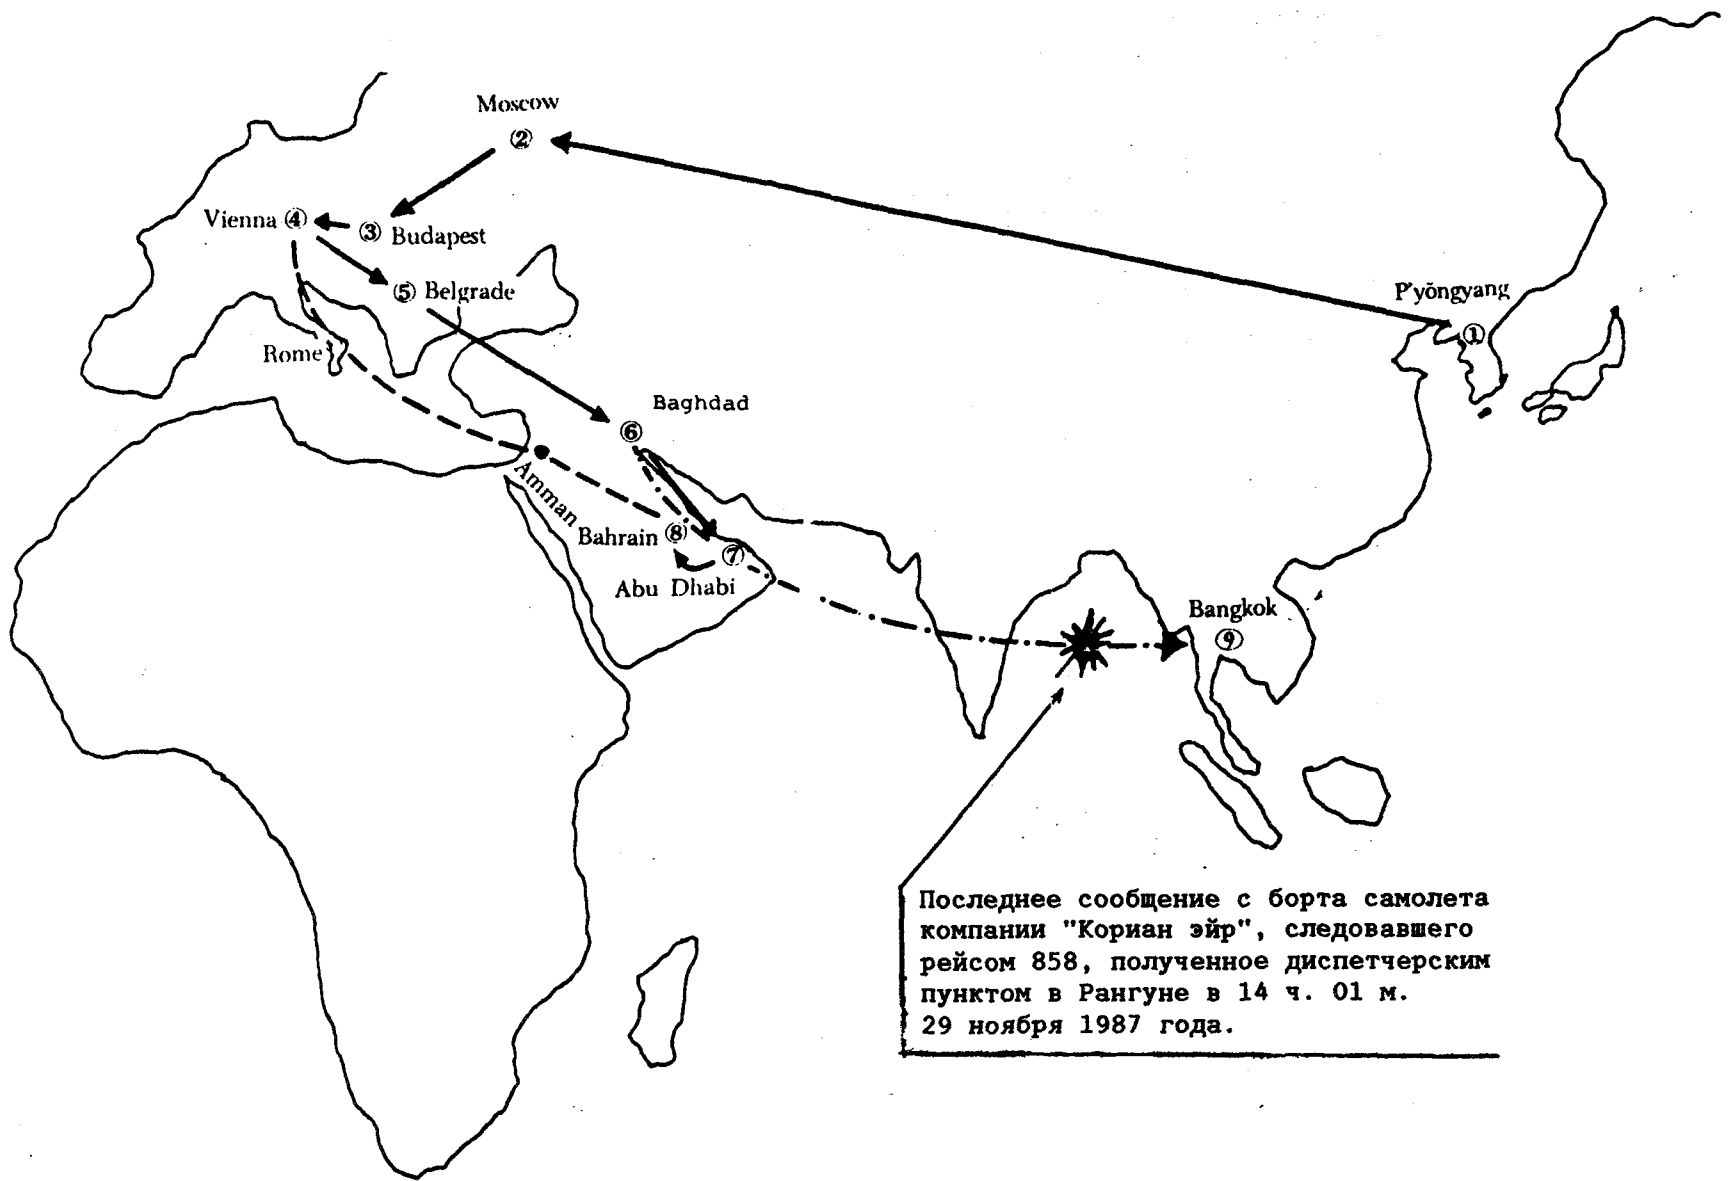 Moscow
②
Vienna ④
③ Budapest
⑤ Belgrade
P'yŏngyang
①
Rome
Baghdad
⑥
Amman
Bahrain ⑧
⑦
Abu Dhabi
Bangkok
⑨
Последнее сообщение с борта самолета
компании "Кориан эйр", следовавшего
рейсом 858, полученное диспетчерским
пунктом в Рангуне в 14 ч. 01 м.
29 ноября 1987 года.